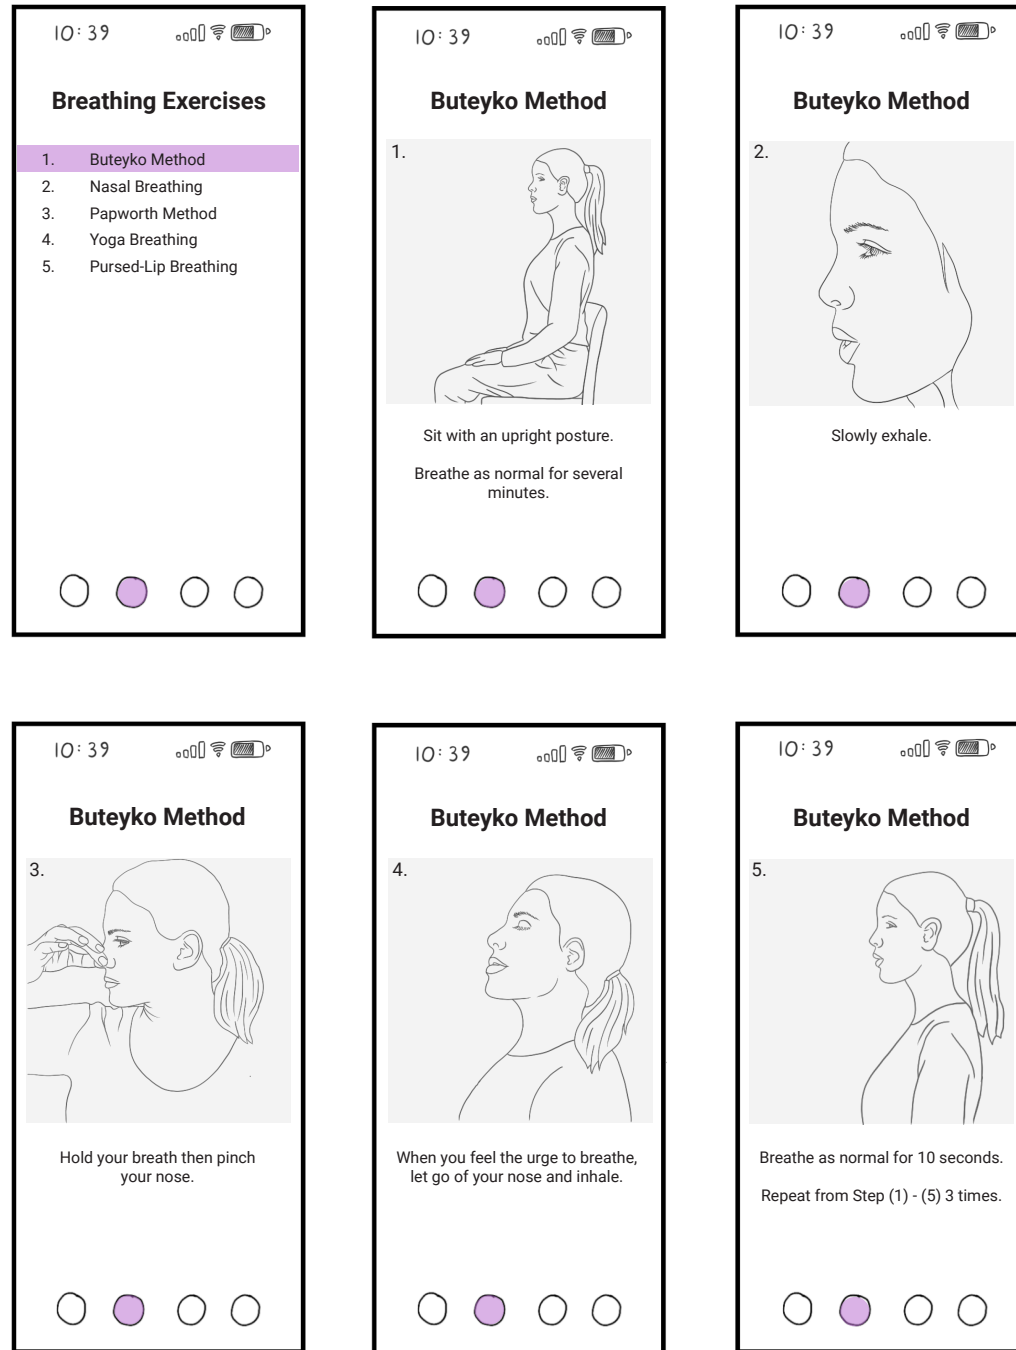 10:39
Breathing Exercises
1. Buteyko Method
2. Nasal Breathing
3. Papworth Method
4. Yoga Breathing
5. Pursed-Lip Breathing
10:39
Buteyko Method
1.
Sit with an upright posture.
Breathe as normal for several
minutes.
10:39
Buteyko Method
2.
Slowly exhale.
10:39
Buteyko Method
3.
Hold your breath then pinch
your nose.
10:39
Buteyko Method
4.
When you feel the urge to breathe,
let go of your nose and inhale.
10:39
Buteyko Method
5.
Breathe as normal for 10 seconds.
Repeat from Step (1) - (5) 3 times.